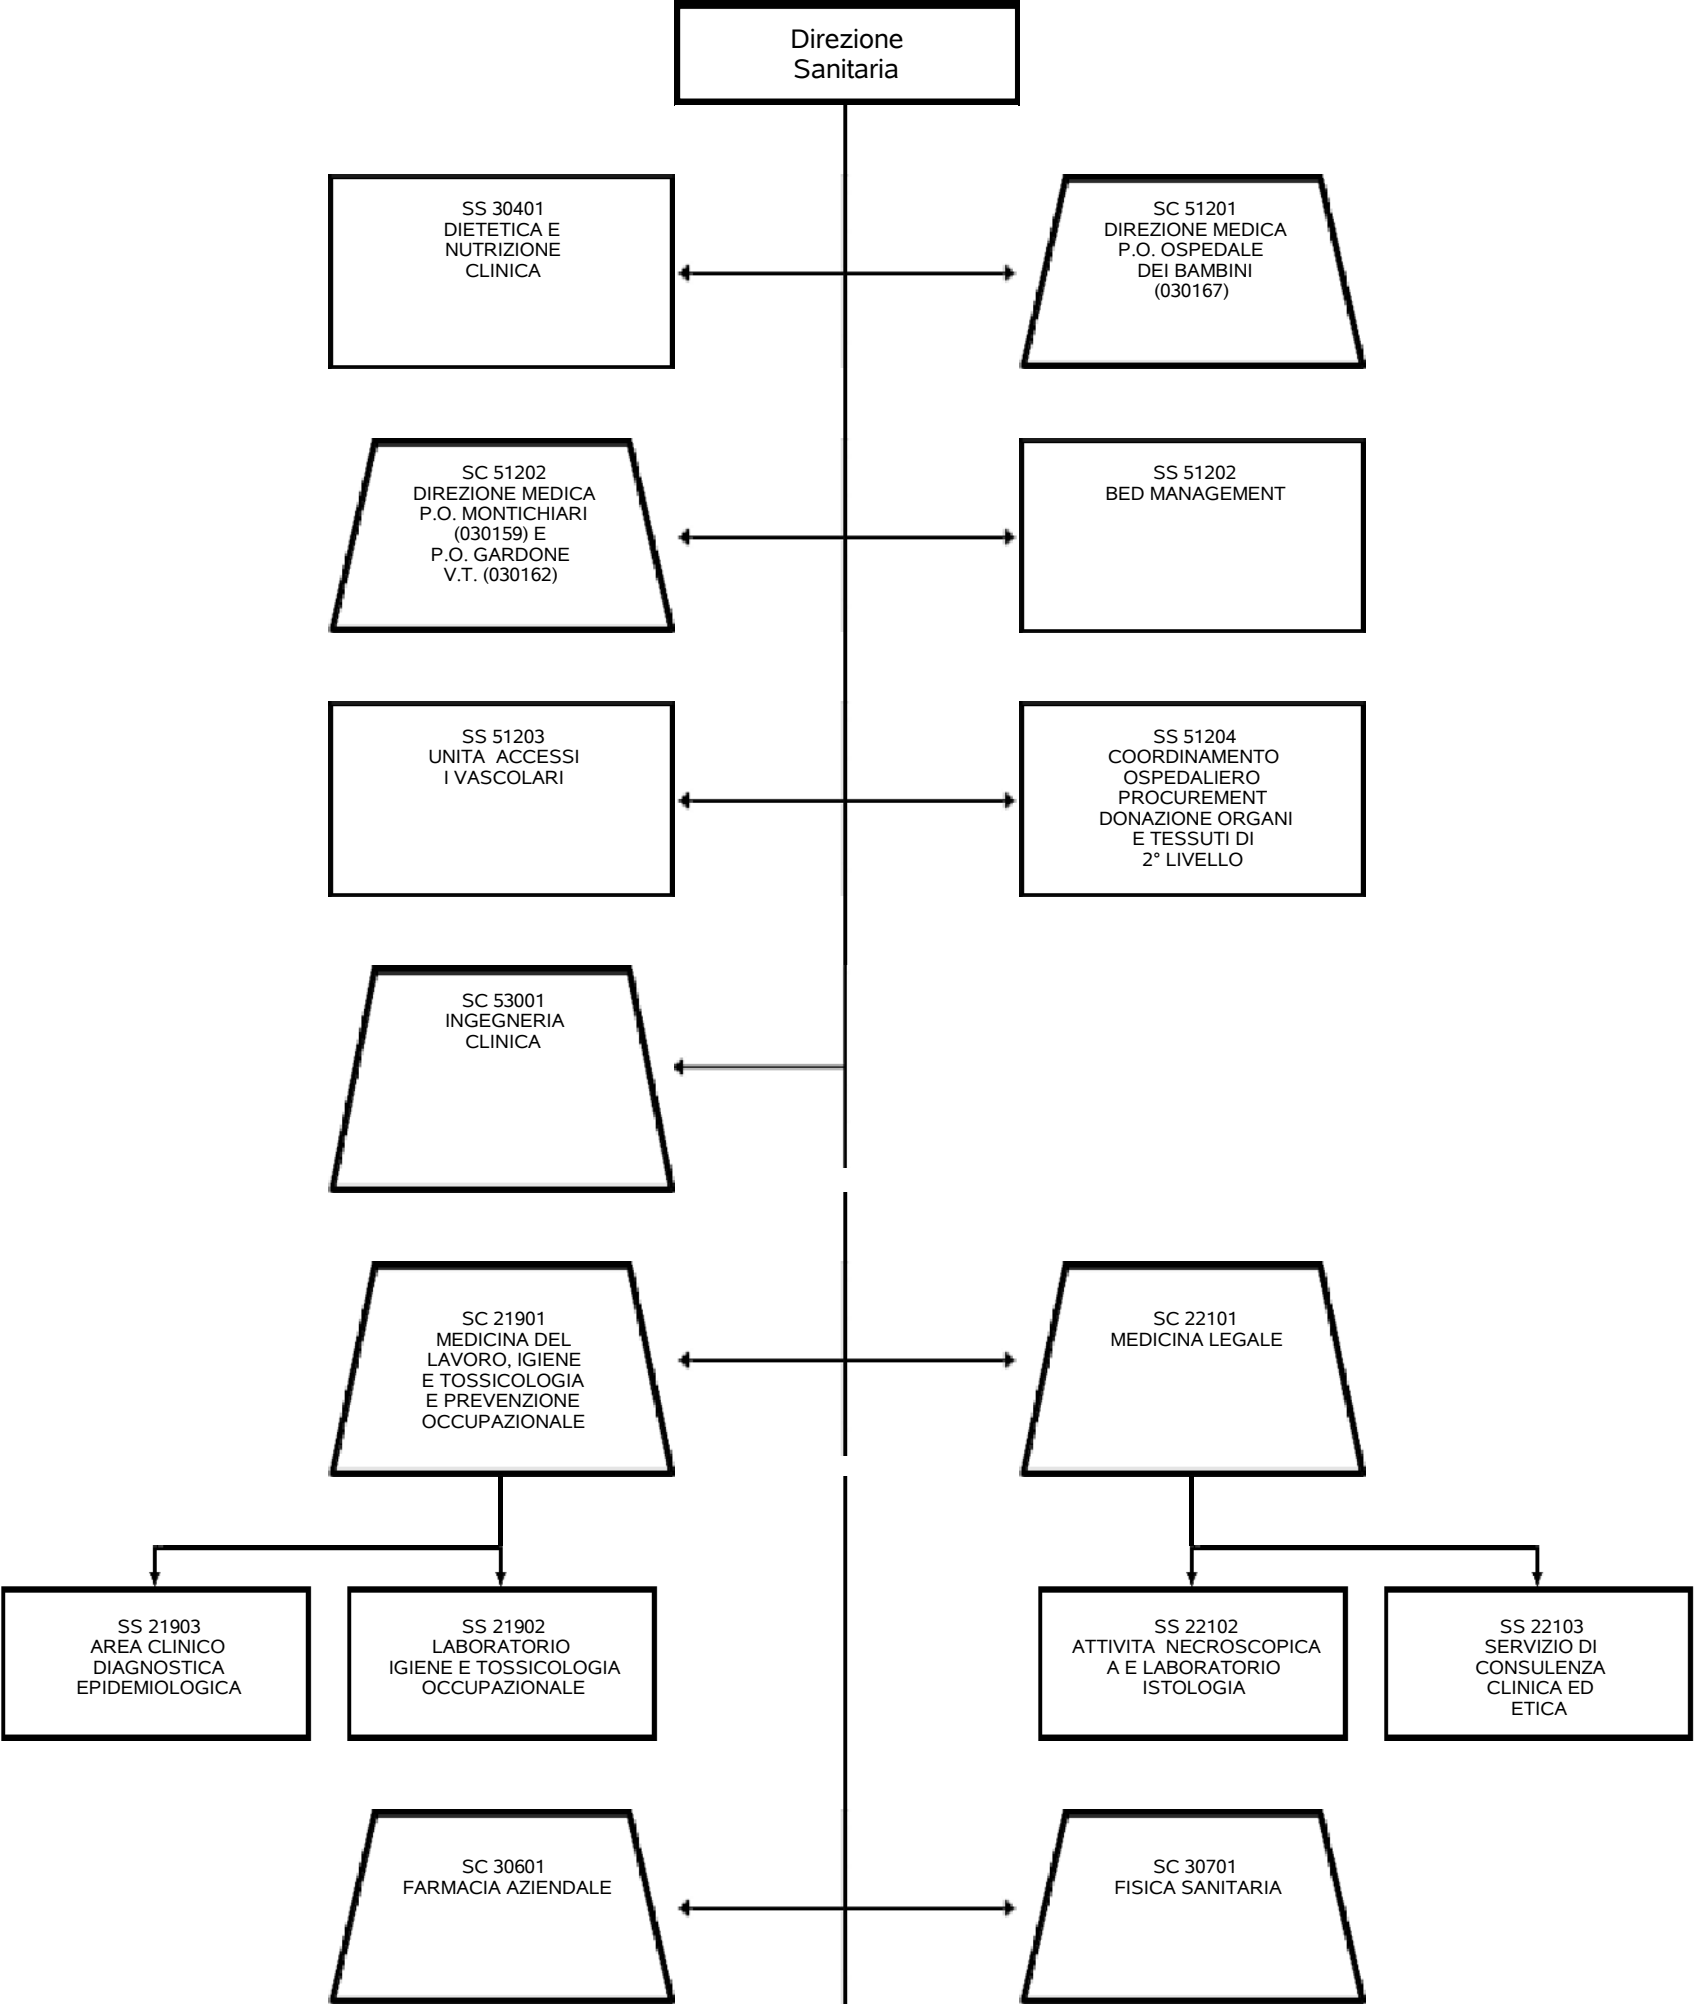 Direzione
Sanitaria
SS 30401
DIETETICA E
NUTRIZIONE
CLINICA
SC 51201
DIREZIONE MEDICA
P.O. OSPEDALE
DEI BAMBINI
(030167)
SC 51202
DIREZIONE MEDICA
P.O. MONTICHIARI
(030159) E
P.O. GARDONE
V.T. (030162)
SS 51202
BED MANAGEMENT
SS 51203
UNITA ACCESSI
I VASCOLARI
SS 51204
COORDINAMENTO
OSPEDALIERO
PROCUREMENT
DONAZIONE ORGANI
E TESSUTI DI
2° LIVELLO
SC 53001
INGEGNERIA
CLINICA
SC 21901
MEDICINA DEL
LAVORO, IGIENE
E TOSSICOLOGIA
E PREVENZIONE
OCCUPAZIONALE
SC 22101
MEDICINA LEGALE
SS 21903
AREA CLINICO
DIAGNOSTICA
EPIDEMIOLOGICA
SS 21902
LABORATORIO
IGIENE E TOSSICOLOGIA
OCCUPAZIONALE
SS 22102
ATTIVITA NECROSCOPICA
A E LABORATORIO
ISTOLOGIA
SS 22103
SERVIZIO DI
CONSULENZA
CLINICA ED
ETICA
SC 30601
FARMACIA AZIENDALE
SC 30701
FISICA SANITARIA